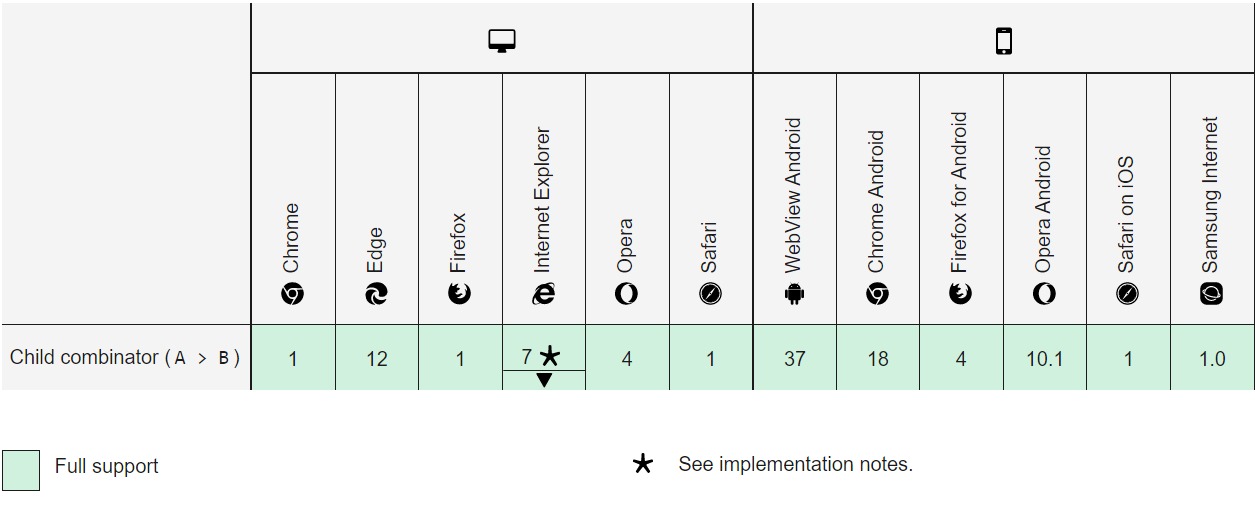 Chrome
Edge
Firefox
Internet Explorer
Opera
Safari
WebView Android
Chrome Android
Firefox for Android
Opera Android
Safari on iOS
Samsung Internet
Child combinator (A > B) 1 12 1 7 ★ 4 1 37 18 4 10.1 1 1.0
▼
Full support
★ See implementation notes.